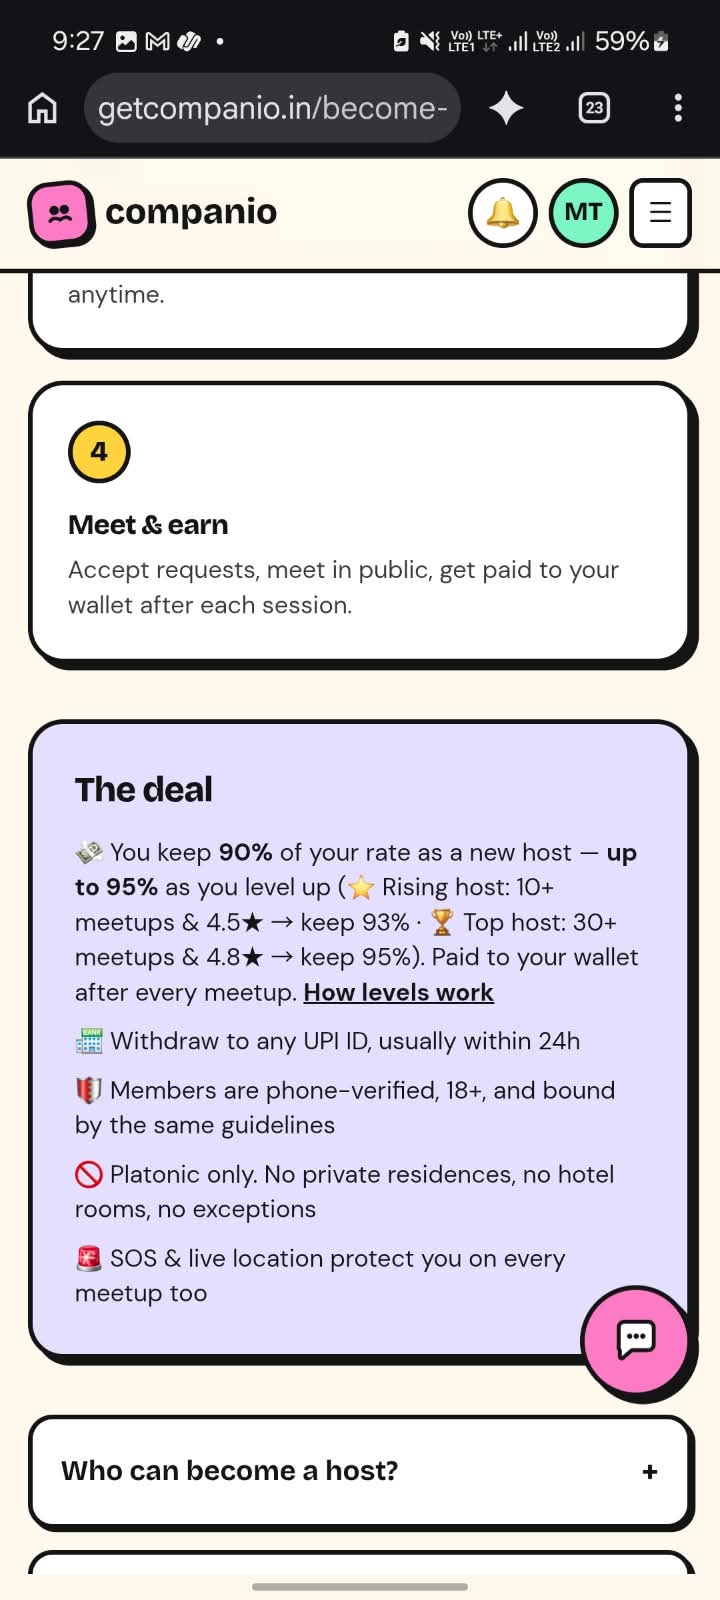 9:27
Vo)) LTE+
LTE1
Vo))
LTE2
59%
getcompanio.in/become-
23
companio
MT
anytime.
4
Meet & earn
Accept requests, meet in public, get paid to your
wallet after each session.
The deal
💸 You keep 90% of your rate as a new host — up
to 95% as you level up (⭐ Rising host: 10+
meetups & 4.5★ → keep 93% · 🏆 Top host: 30+
meetups & 4.8★ → keep 95%). Paid to your wallet
after every meetup. How levels work
🏦 Withdraw to any UPI ID, usually within 24h
🛡️ Members are phone-verified, 18+, and bound
by the same guidelines
🚫 Platonic only. No private residences, no hotel
rooms, no exceptions
🚨 SOS & live location protect you on every
meetup too
Who can become a host?
+